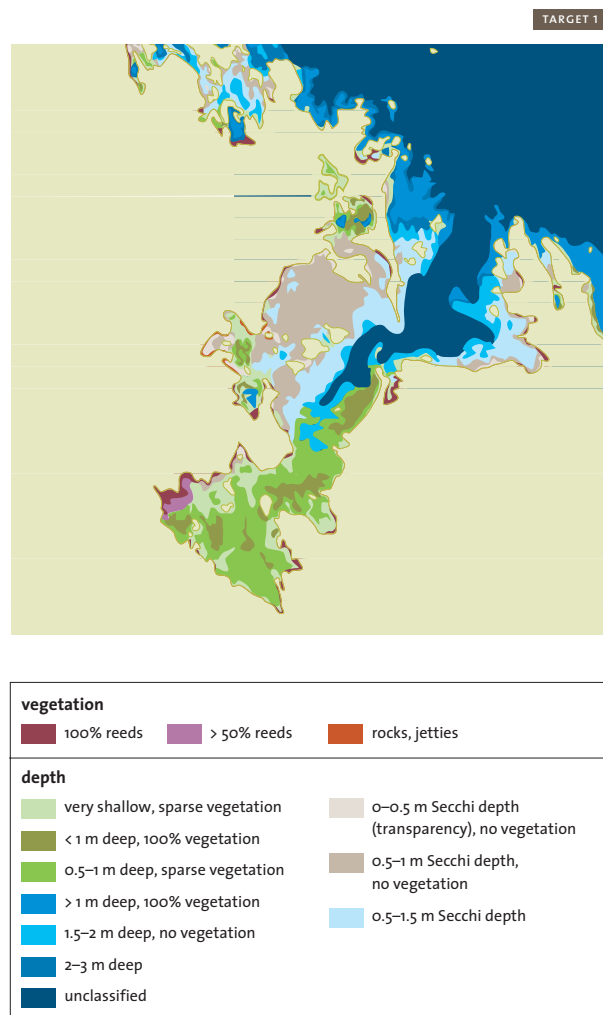 TARGET 1
vegetation
100% reeds
> 50% reeds
rocks, jetties
depth
very shallow, sparse vegetation
< 1 m deep, 100% vegetation
0.5–1 m deep, sparse vegetation
> 1 m deep, 100% vegetation
1.5–2 m deep, no vegetation
2–3 m deep
unclassified
0–0.5 m Secchi depth
(transparency), no vegetation
0.5–1 m Secchi depth,
no vegetation
0.5–1.5 m Secchi depth